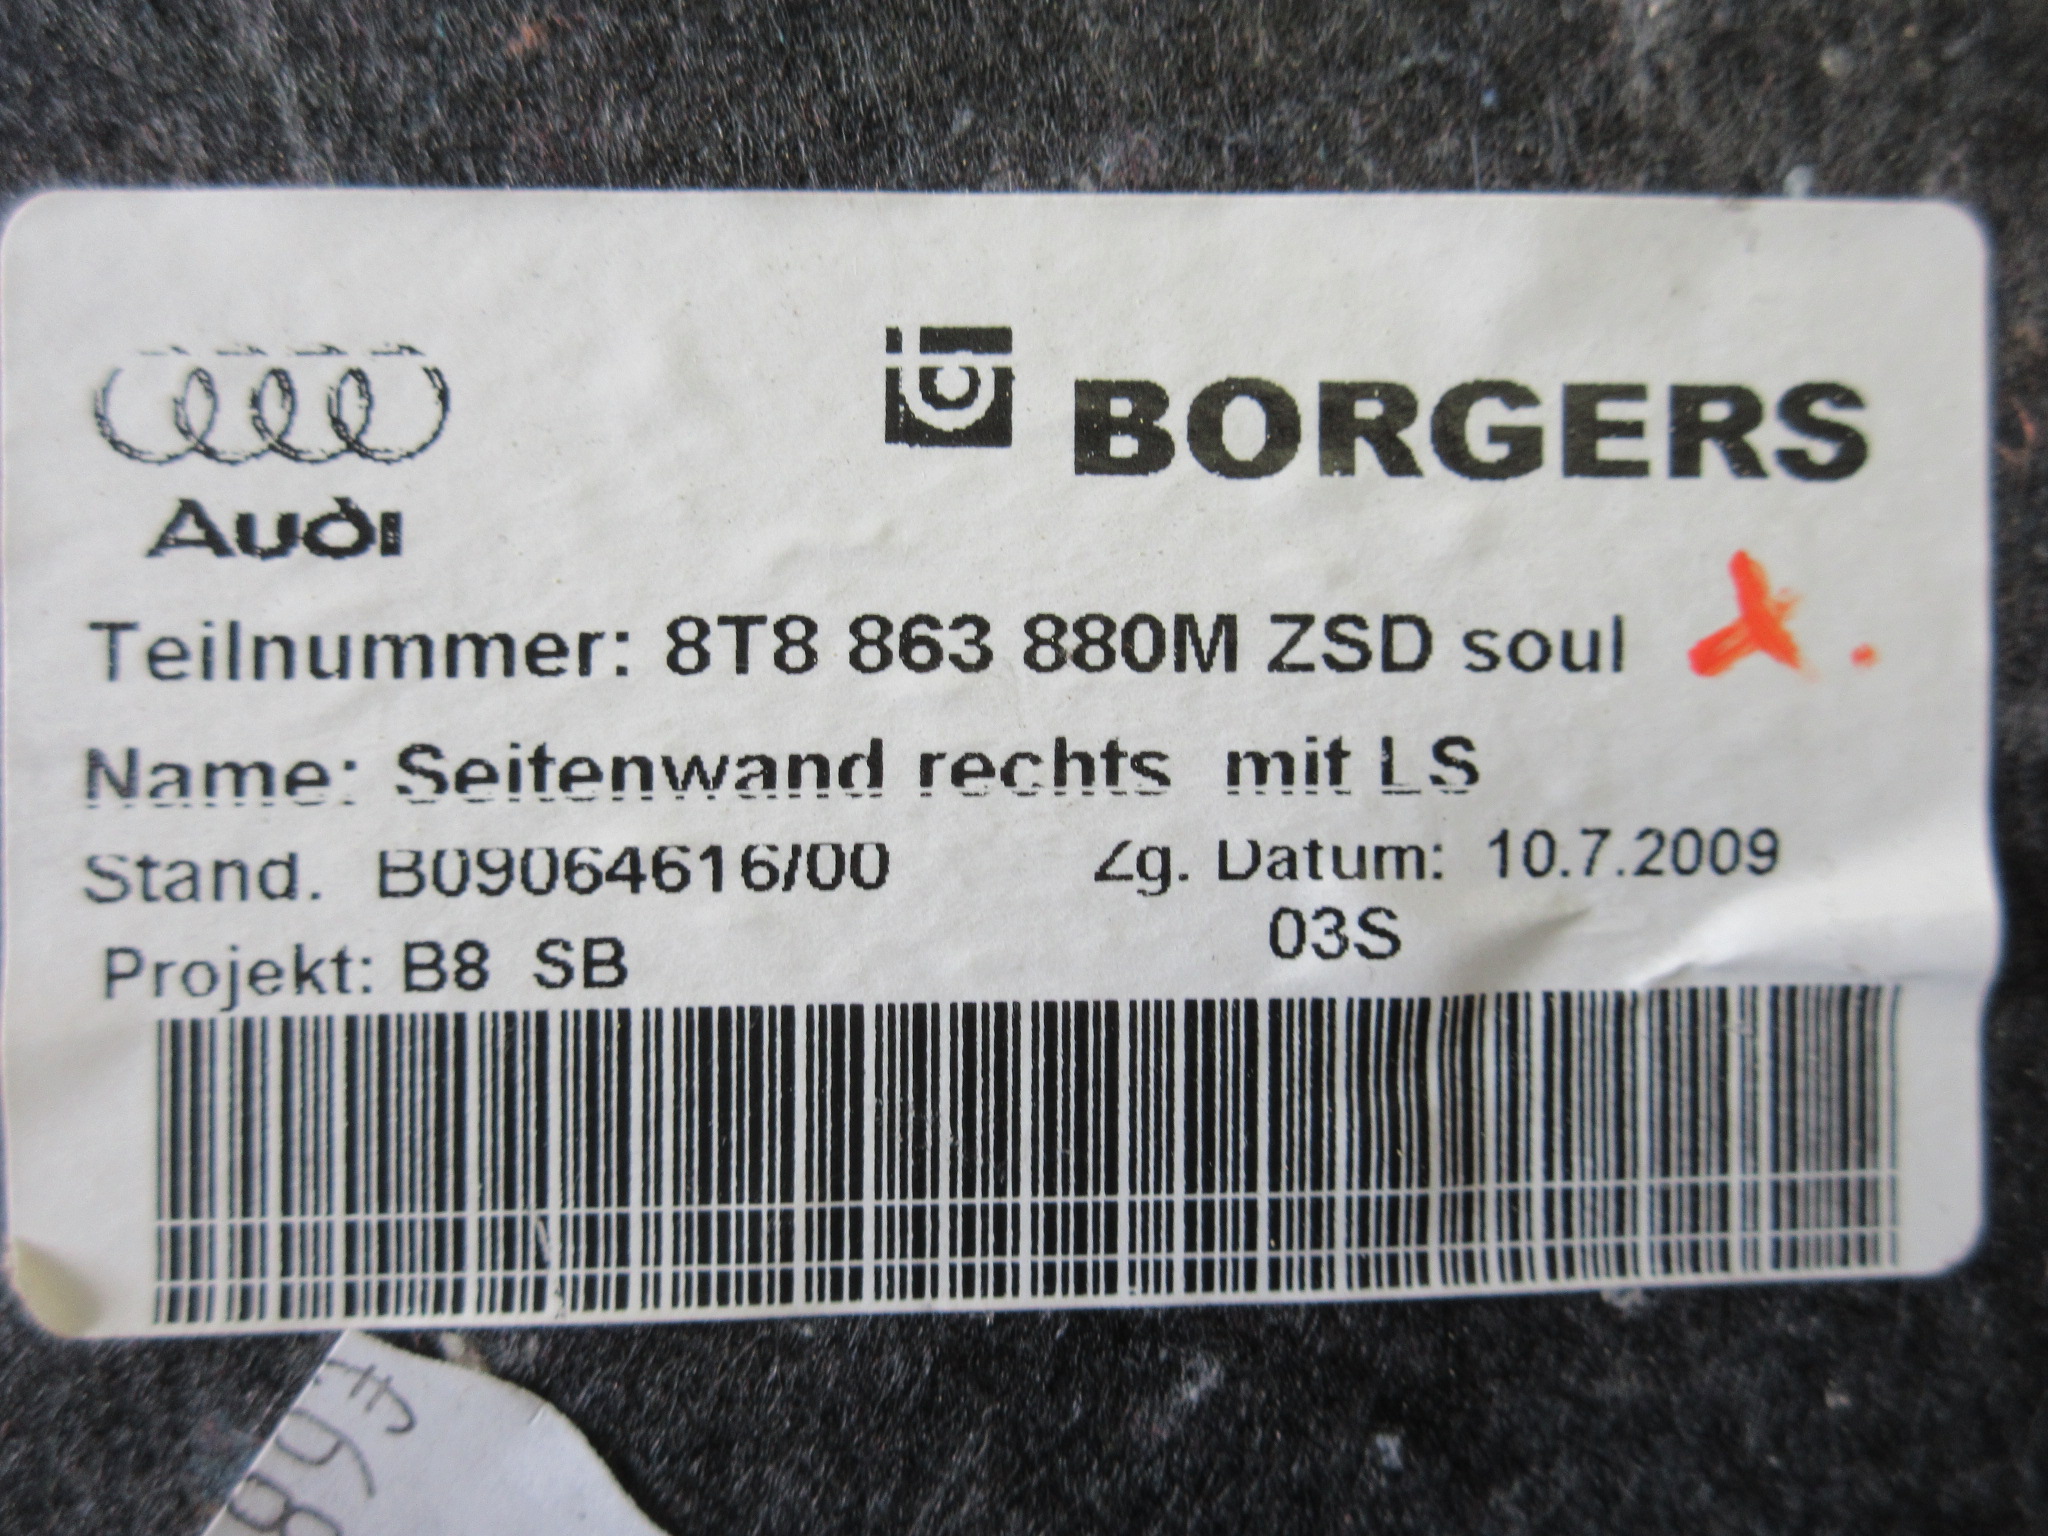 BORGERS
Audi
Teilnummer: 8T8 863 880M ZSD soul
Name: Seitenwand rechts mit LS
Stand. B09064616/00 Zg. Datum: 10.7.2009
Projekt: B8 SB 03S